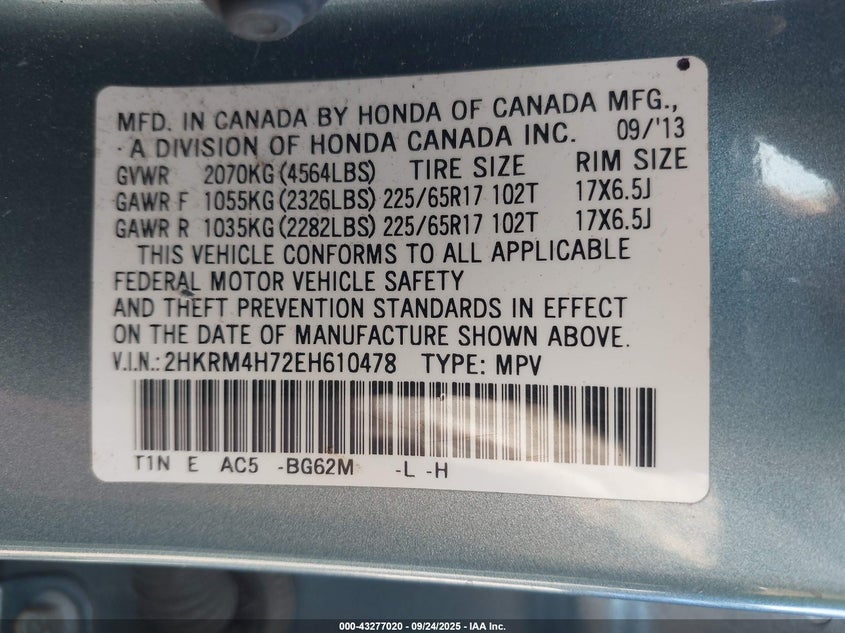 MFD. IN CANADA BY HONDA OF CANADA MFG.,
A DIVISION OF HONDA CANADA INC. 09/'13
GVWR 2070KG (4564LBS) TIRE SIZE RIM SIZE
GAWR F 1055KG (2326LBS) 225/65R17 102T 17X6.5J
GAWR R 1035KG (2282LBS) 225/65R17 102T 17X6.5J
THIS VEHICLE CONFORMS TO ALL APPLICABLE
FEDERAL MOTOR VEHICLE SAFETY
AND THEFT PREVENTION STANDARDS IN EFFECT
ON THE DATE OF MANUFACTURE SHOWN ABOVE.
V.I.N.: 2HKRM4H72EH610478 TYPE: MPV
T1N E AC5 -BG62M -L -H
000-43277020 - 09/24/2025 - IAA Inc.